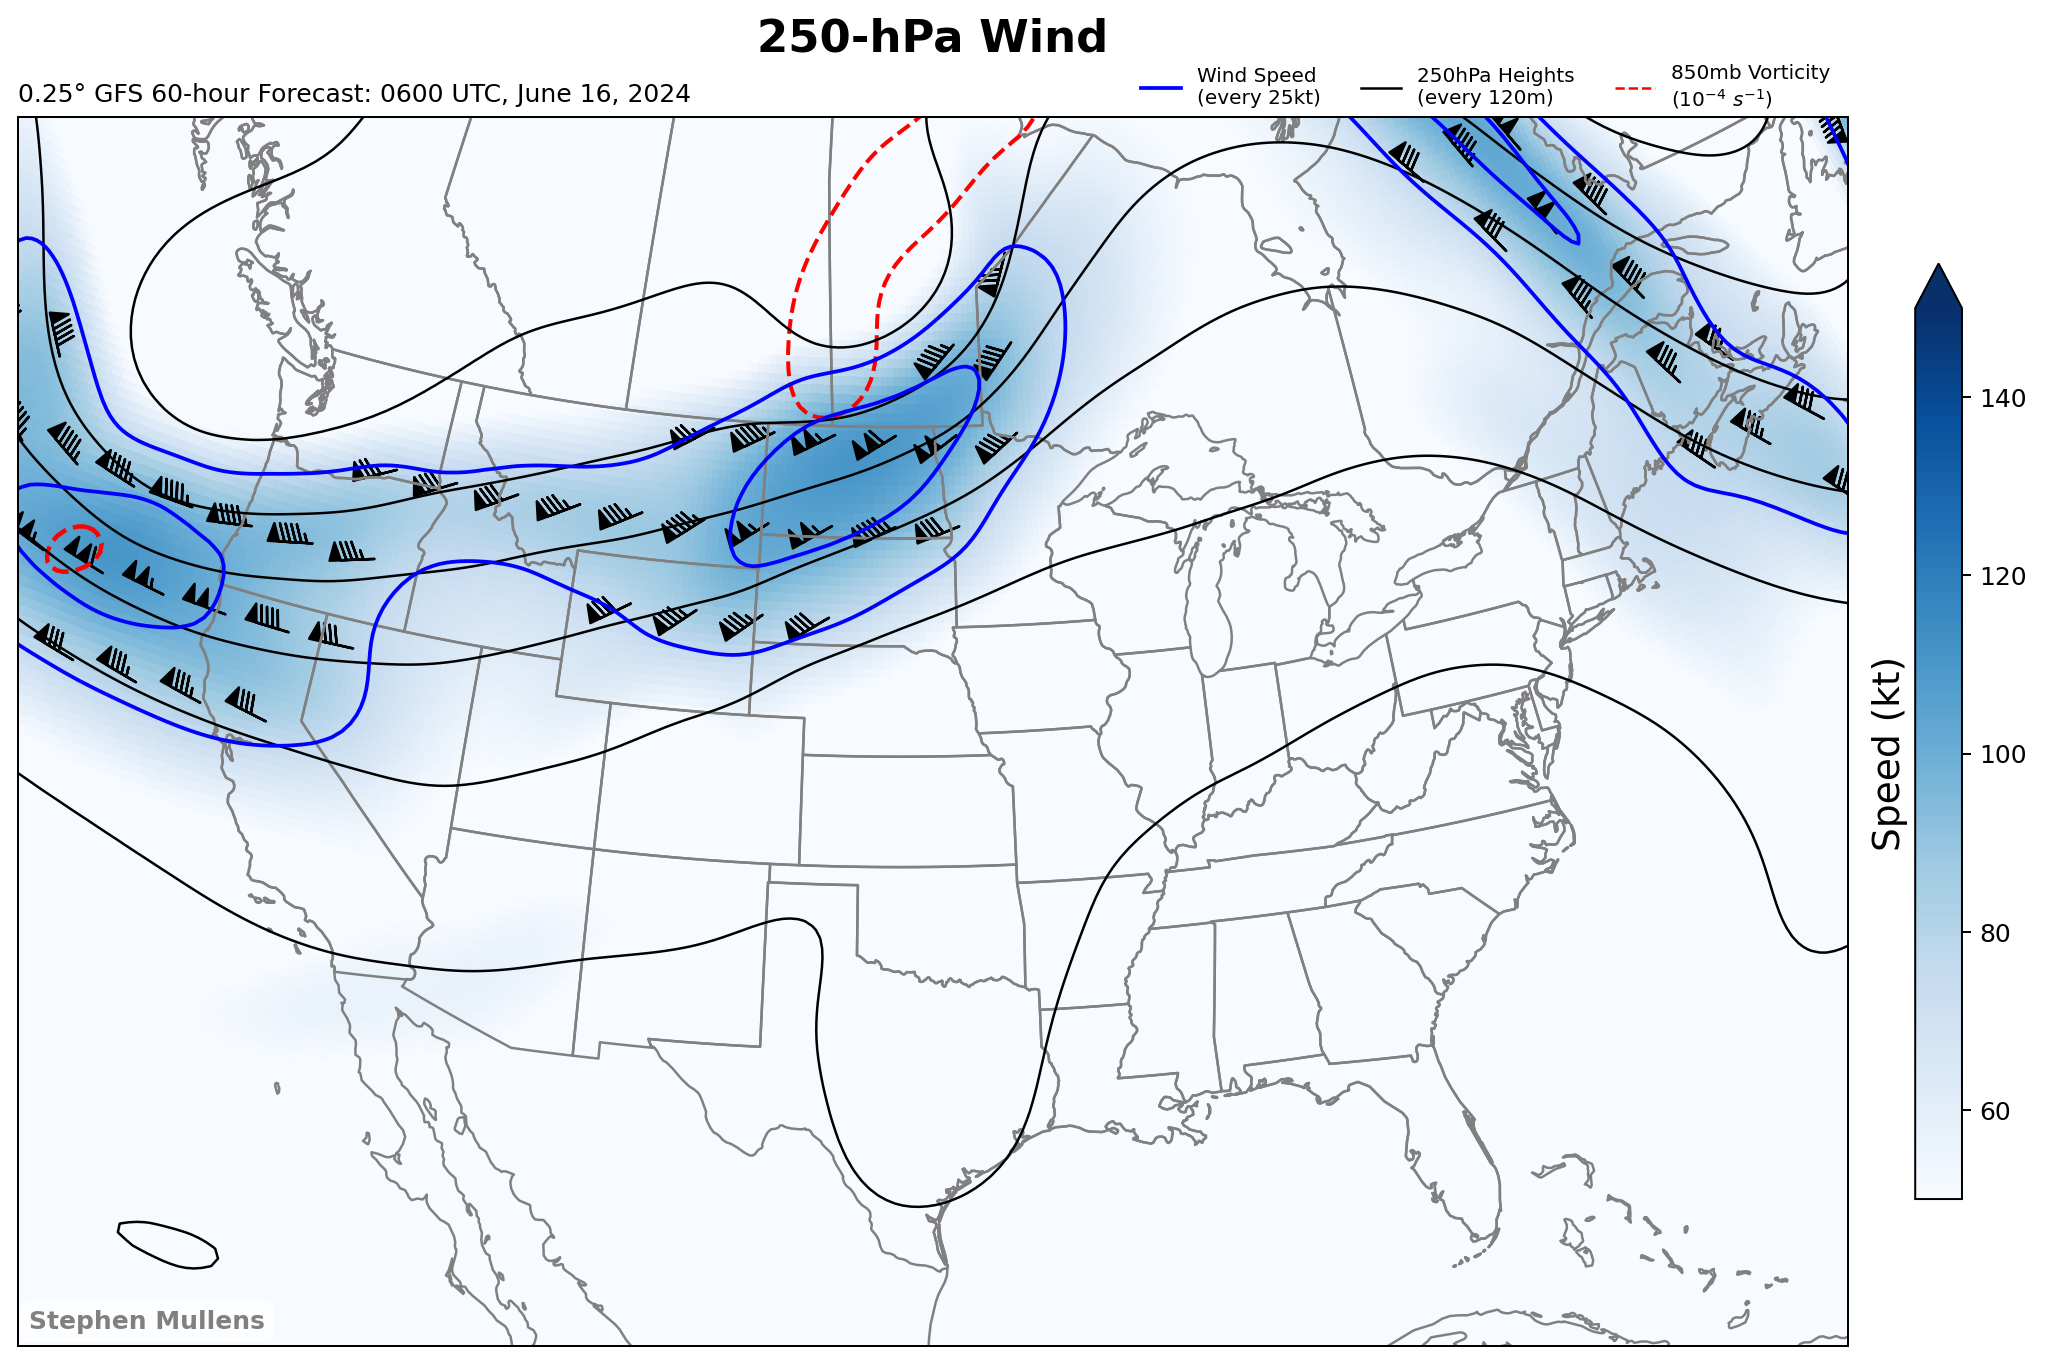 250-hPa Wind
0.25° GFS 60-hour Forecast: 0600 UTC, June 16, 2024
Wind Speed
(every 25kt)
250hPa Heights
(every 120m)
850mb Vorticity
(10⁻⁴ s⁻¹)
140
120
100
80
60
Speed (kt)
Stephen Mullens